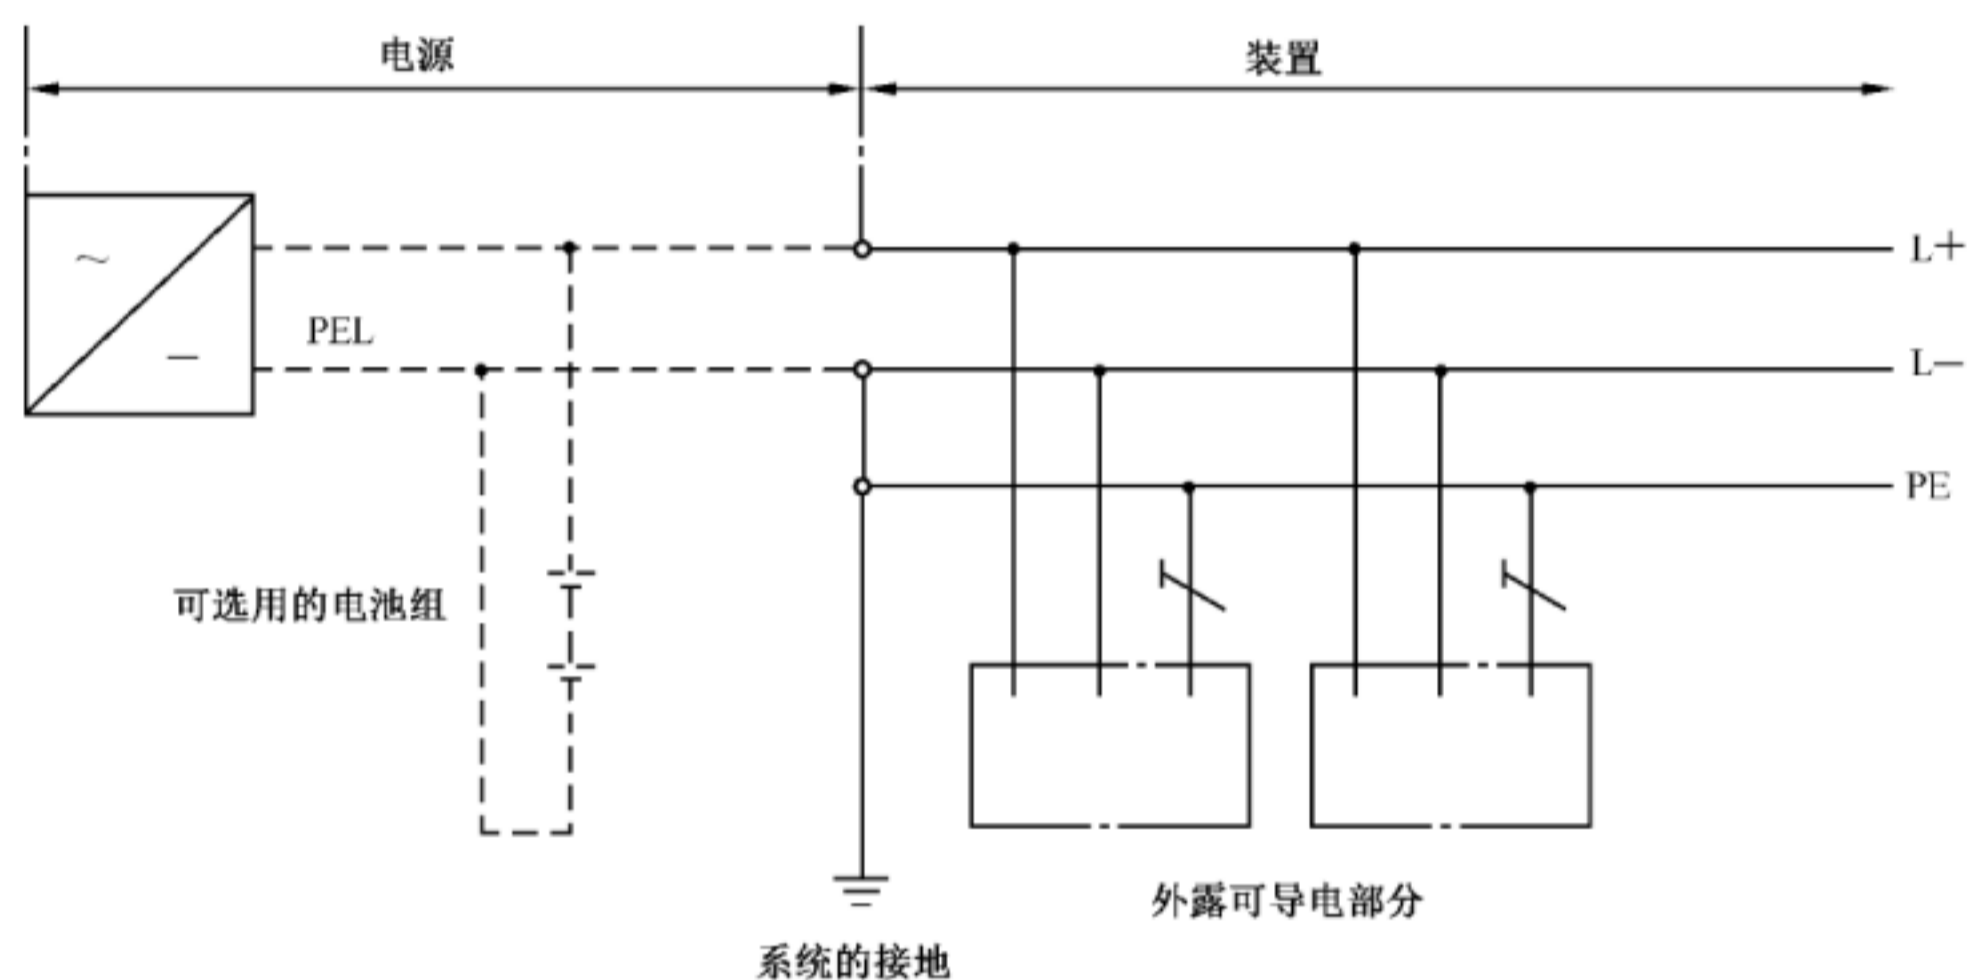 电源
装置
~
—
PEL
L+
L—
PE
可选用的电池组
外露可导电部分
系统的接地